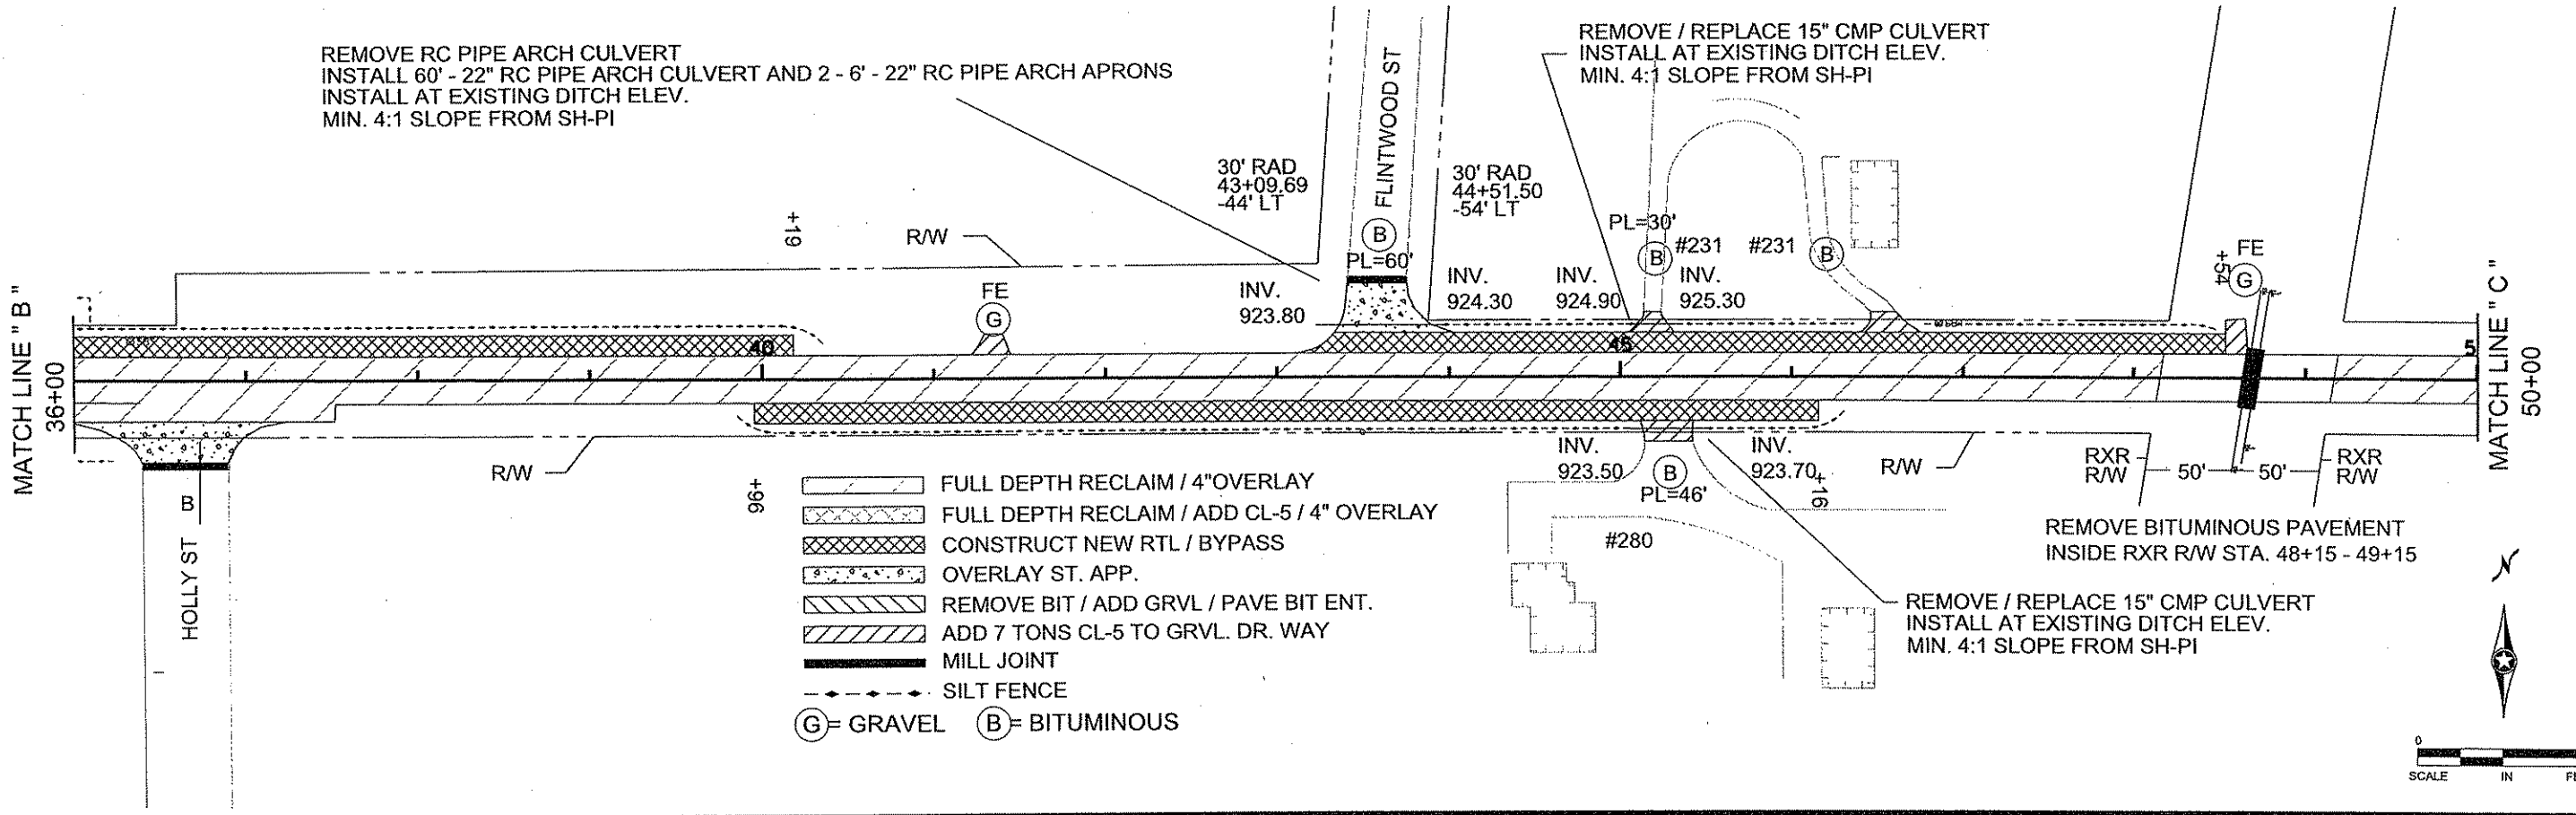 REMOVE RC PIPE ARCH CULVERT
INSTALL 60' - 22" RC PIPE ARCH CULVERT AND 2 - 6' - 22" RC PIPE ARCH APRONS
INSTALL AT EXISTING DITCH ELEV.
MIN. 4:1 SLOPE FROM SH-PI
REMOVE / REPLACE 15" CMP CULVERT
INSTALL AT EXISTING DITCH ELEV.
MIN. 4:1 SLOPE FROM SH-PI
FLINTWOOD ST
30' RAD
43+09.69
-44' LT
30' RAD
44+51.50
-54' LT
+19
R/W
B
PL=60'
PL=30'
B
#231
#231
B
FE
+54
G
FE
G
INV.
923.80
INV.
924.30
INV.
924.90
INV.
925.30
MATCH LINE " B "
36+00
40
45
5
MATCH LINE " C "
50+00
R/W
+66
HOLLY ST
B
INV.
923.50
B
PL=46'
INV.
923.70
+16
R/W
RXR
R/W
50'
50'
RXR
R/W
#280
REMOVE BITUMINOUS PAVEMENT
INSIDE RXR R/W STA. 48+15 - 49+15
REMOVE / REPLACE 15" CMP CULVERT
INSTALL AT EXISTING DITCH ELEV.
MIN. 4:1 SLOPE FROM SH-PI
FULL DEPTH RECLAIM / 4"OVERLAY
FULL DEPTH RECLAIM / ADD CL-5 / 4" OVERLAY
CONSTRUCT NEW RTL / BYPASS
OVERLAY ST. APP.
REMOVE BIT / ADD GRVL / PAVE BIT ENT.
ADD 7 TONS CL-5 TO GRVL. DR. WAY
MILL JOINT
SILT FENCE
G = GRAVEL B = BITUMINOUS
N
0
SCALE IN FE